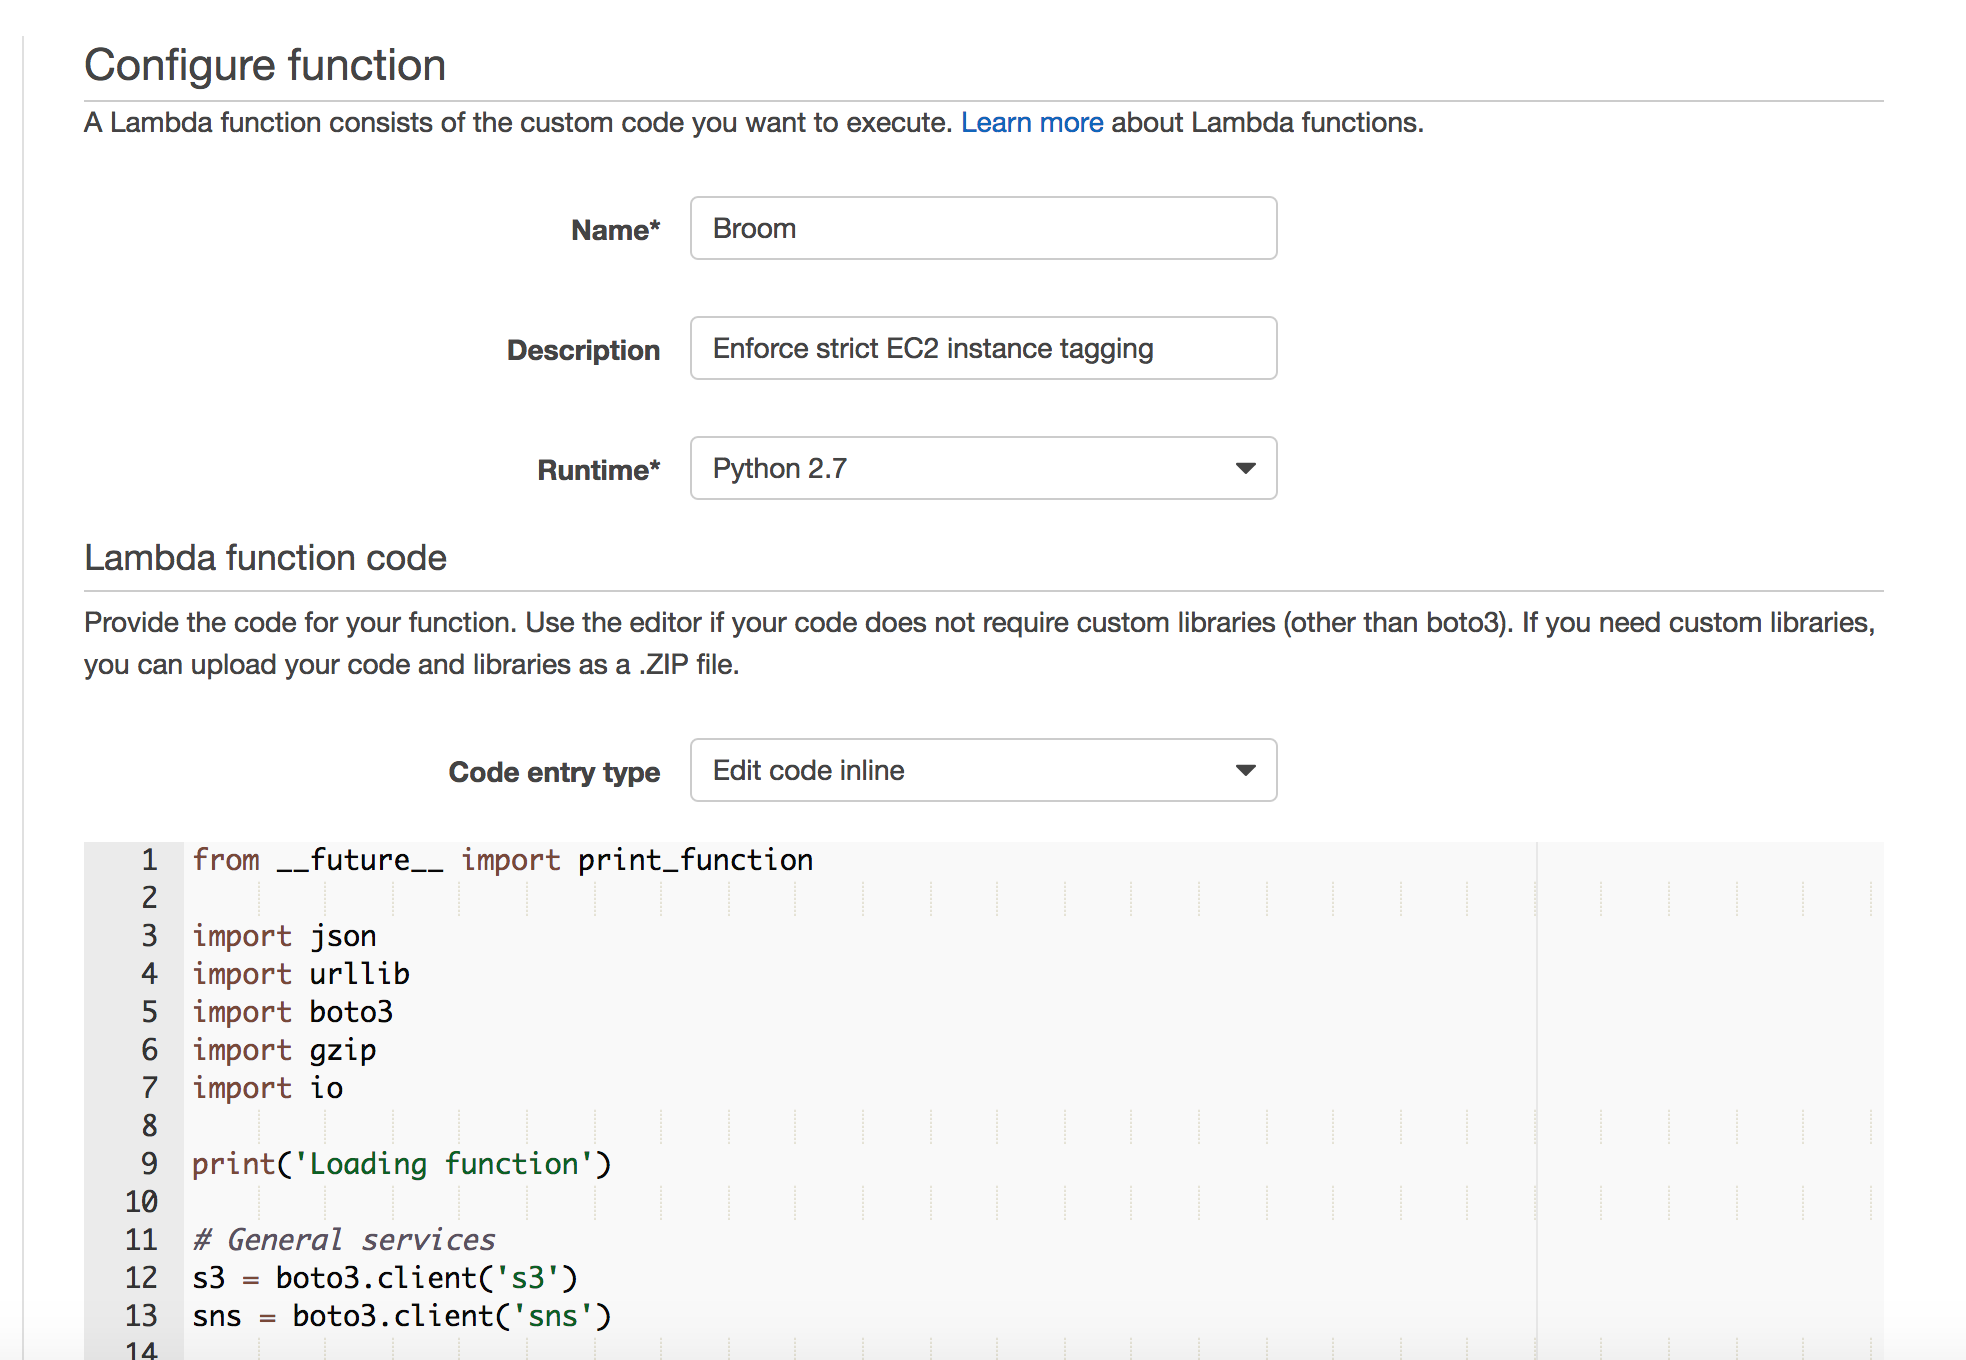 Configure function
A Lambda function consists of the custom code you want to execute. Learn more about Lambda functions.
Name* Broom
Description Enforce strict EC2 instance tagging
Runtime* Python 2.7
Lambda function code
Provide the code for your function. Use the editor if your code does not require custom libraries (other than boto3). If you need custom libraries,
you can upload your code and libraries as a .ZIP file.
Code entry type Edit code inline
1 from __future__ import print_function
2
3 import json
4 import urllib
5 import boto3
6 import gzip
7 import io
8
9 print('Loading function')
10
11 # General services
12 s3 = boto3.client('s3')
13 sns = boto3.client('sns')
14